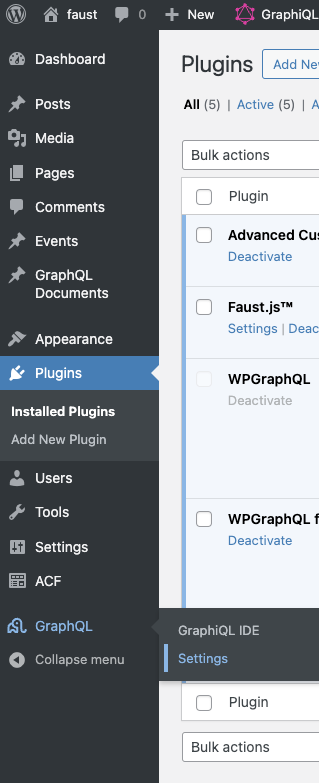 faust 0 New GraphiQL
Dashboard
Posts
Media
Pages
Comments
Events
GraphQL
Documents
Appearance
Plugins
Installed Plugins
Add New Plugin
Users
Tools
Settings
ACF
GraphQL
GraphiQL IDE
Settings
Collapse menu
Plugins Add Ne
All (5) | Active (5) |
Bulk actions
Plugin
Advanced Cus
Deactivate
Faust.js™
Settings | Deac
WPGraphQL
Deactivate
WPGraphQL f
Deactivate
Plugin
Bulk actions